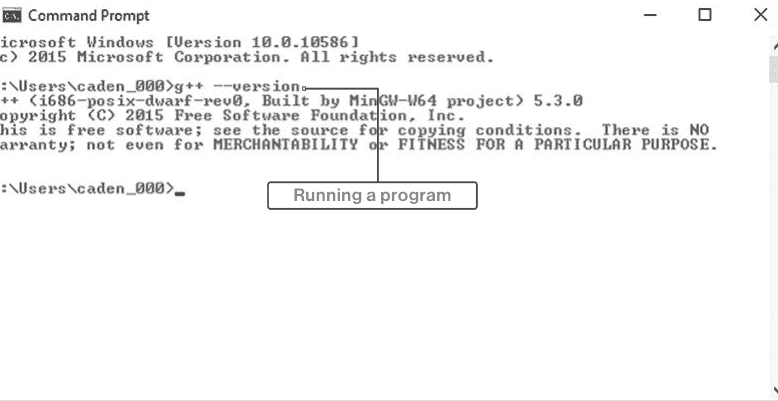 Command Prompt
icrosoft Windows [Version 10.0.10586]
c) 2015 Microsoft Corporation. All rights reserved.
:\Users\caden_000>g++ --version
++ (i686-posix-dwarf-rev0, Built by MinGW-W64 project) 5.3.0
opyright (C) 2015 Free Software Foundation, Inc.
his is free software; see the source for copying conditions.  There is NO
arranty; not even for MERCHANTABILITY or FITNESS FOR A PARTICULAR PURPOSE.
:\Users\caden_000>_
Running a program